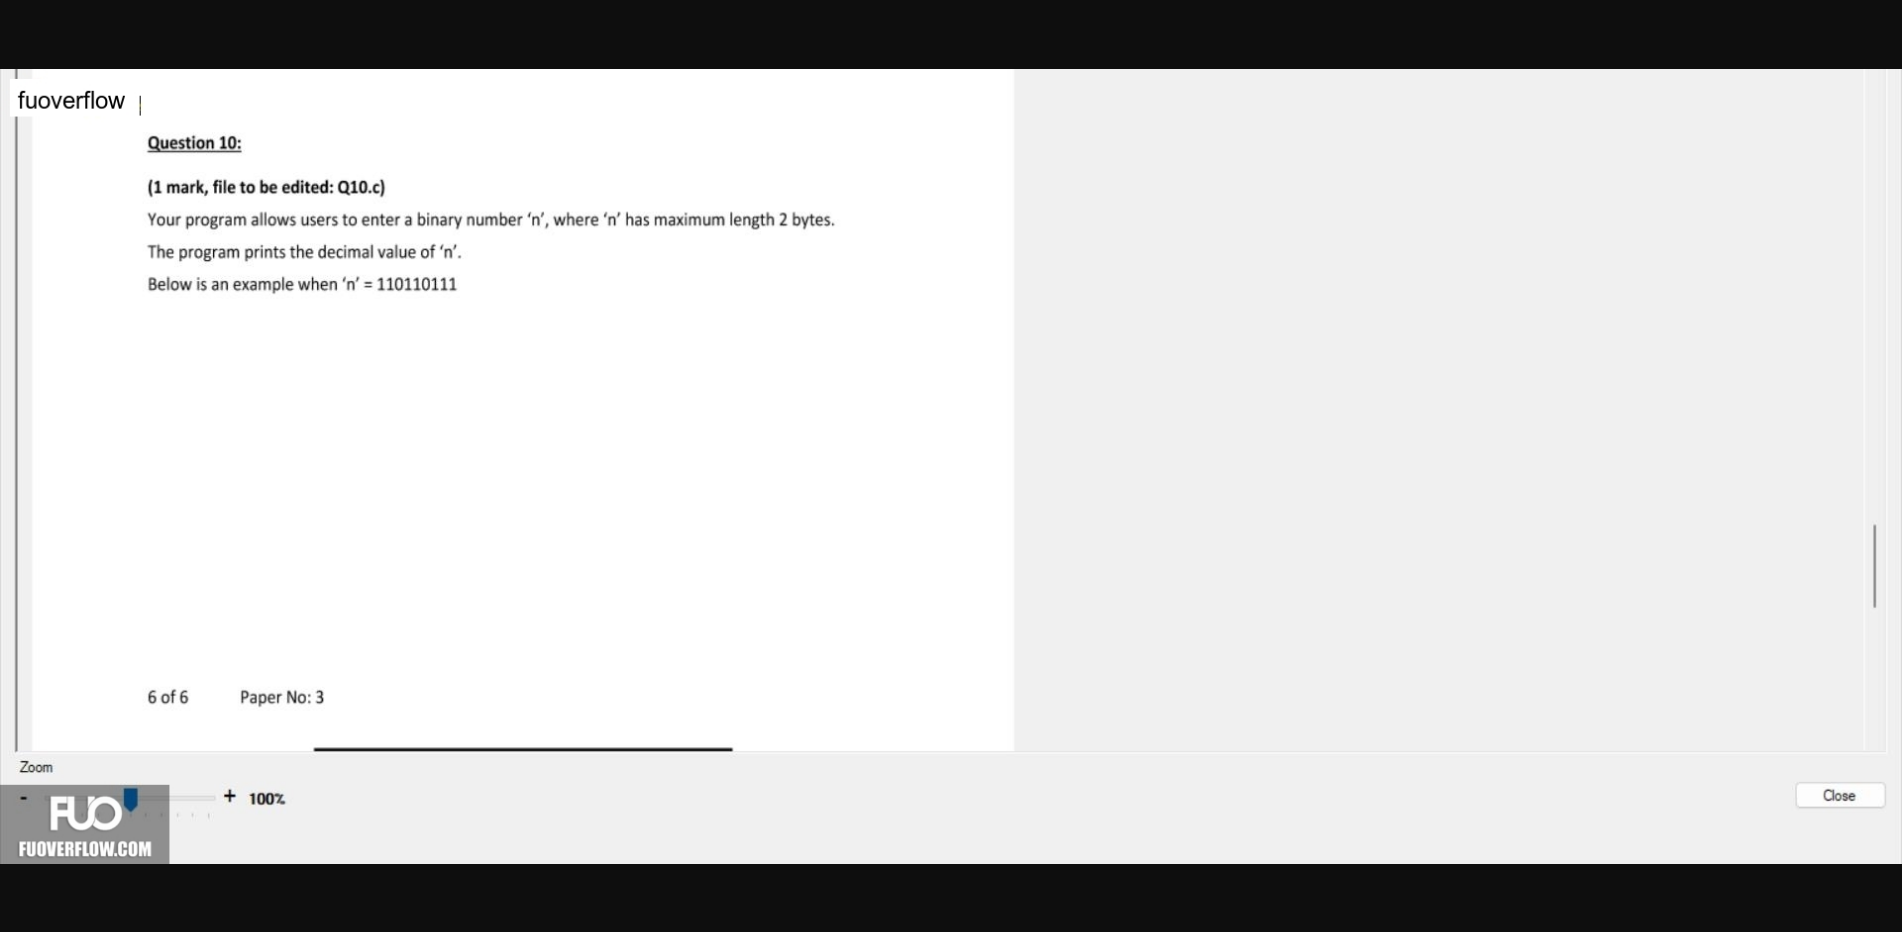 fuoverflow
Question 10:
(1 mark, file to be edited: Q10.c)
Your program allows users to enter a binary number ‘n’, where ‘n’ has maximum length 2 bytes.
The program prints the decimal value of ‘n’.
Below is an example when ‘n’ = 110110111
6 of 6 Paper No: 3
Zoom
- + 100%
Close
FUO
FUOVERFLOW.COM